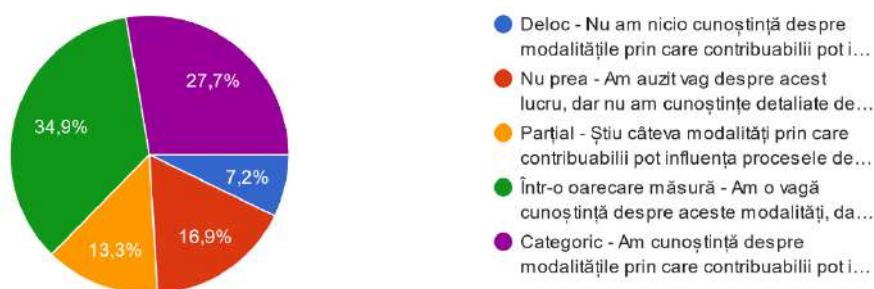 27,7%
34,9%
7,2%
16,9%
13,3%
Deloc - Nu am nicio cunoștință despre
modalitățile prin care contribuabilii pot i…
Nu prea - Am auzit vag despre acest
lucru, dar nu am cunoștințe detaliate de…
Parțial - Știu câteva modalități prin care
contribuabilii pot influența procesele de…
Într-o oarecare măsură - Am o vagă
cunoștință despre aceste modalități, da…
Categoric - Am cunoștință despre
modalitățile prin care contribuabilii pot i…